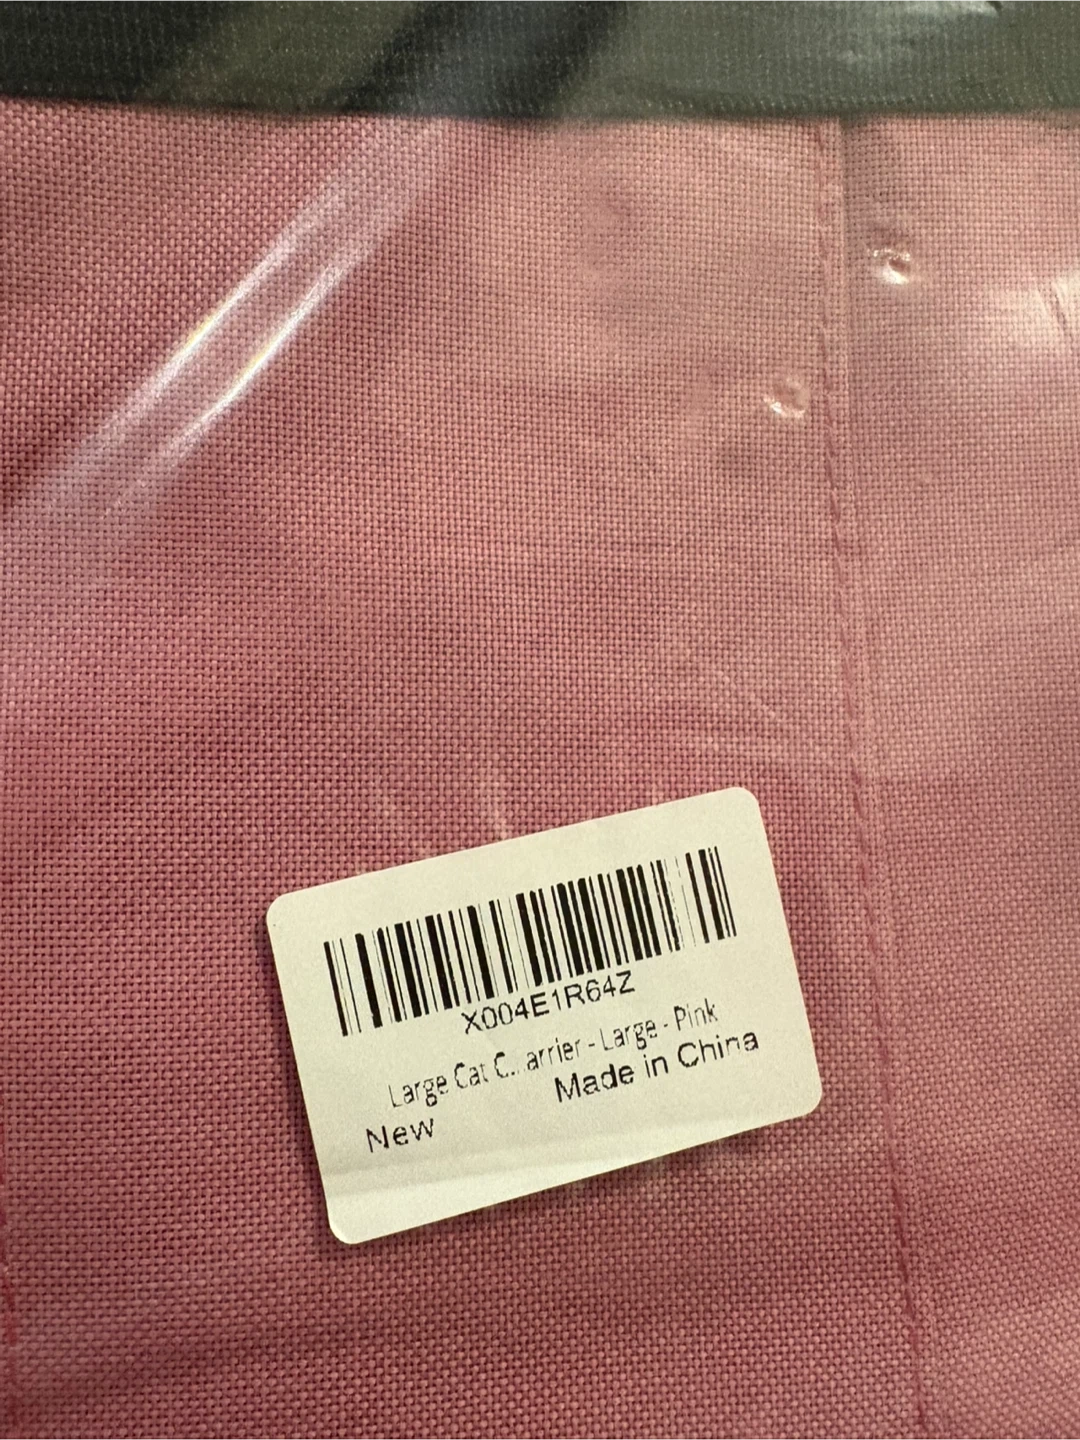 X004E1R64Z
Large Cat C...arrier - Large - Pink
Made in China
New